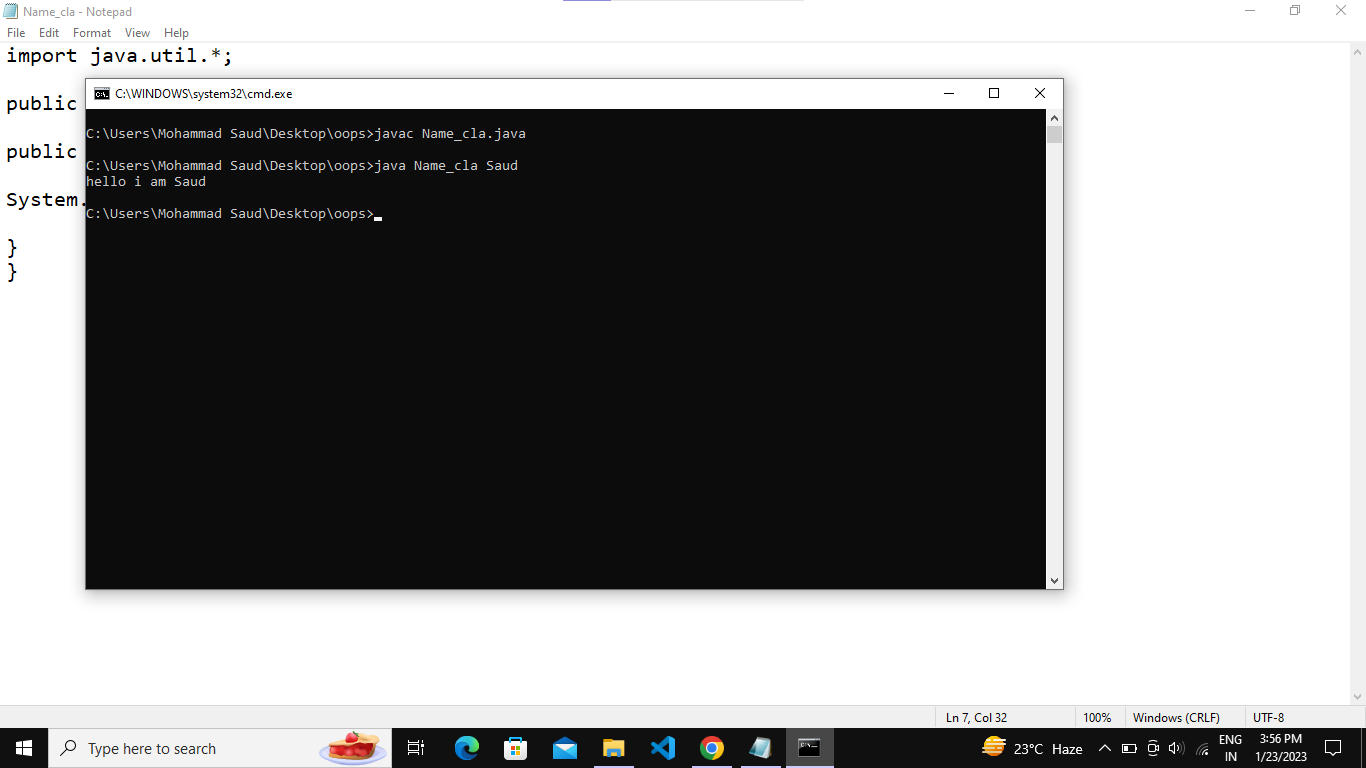 Name_cla - Notepad
File Edit Format View Help
import java.util.*;
public
public
System.
}
}
C:\WINDOWS\system32\cmd.exe
C:\Users\Mohammad Saud\Desktop\oops>javac Name_cla.java
C:\Users\Mohammad Saud\Desktop\oops>java Name_cla Saud
hello i am Saud
C:\Users\Mohammad Saud\Desktop\oops>
Ln 7, Col 32 100% Windows (CRLF) UTF-8
Type here to search
23°C Haze
ENG
IN
3:56 PM
1/23/2023